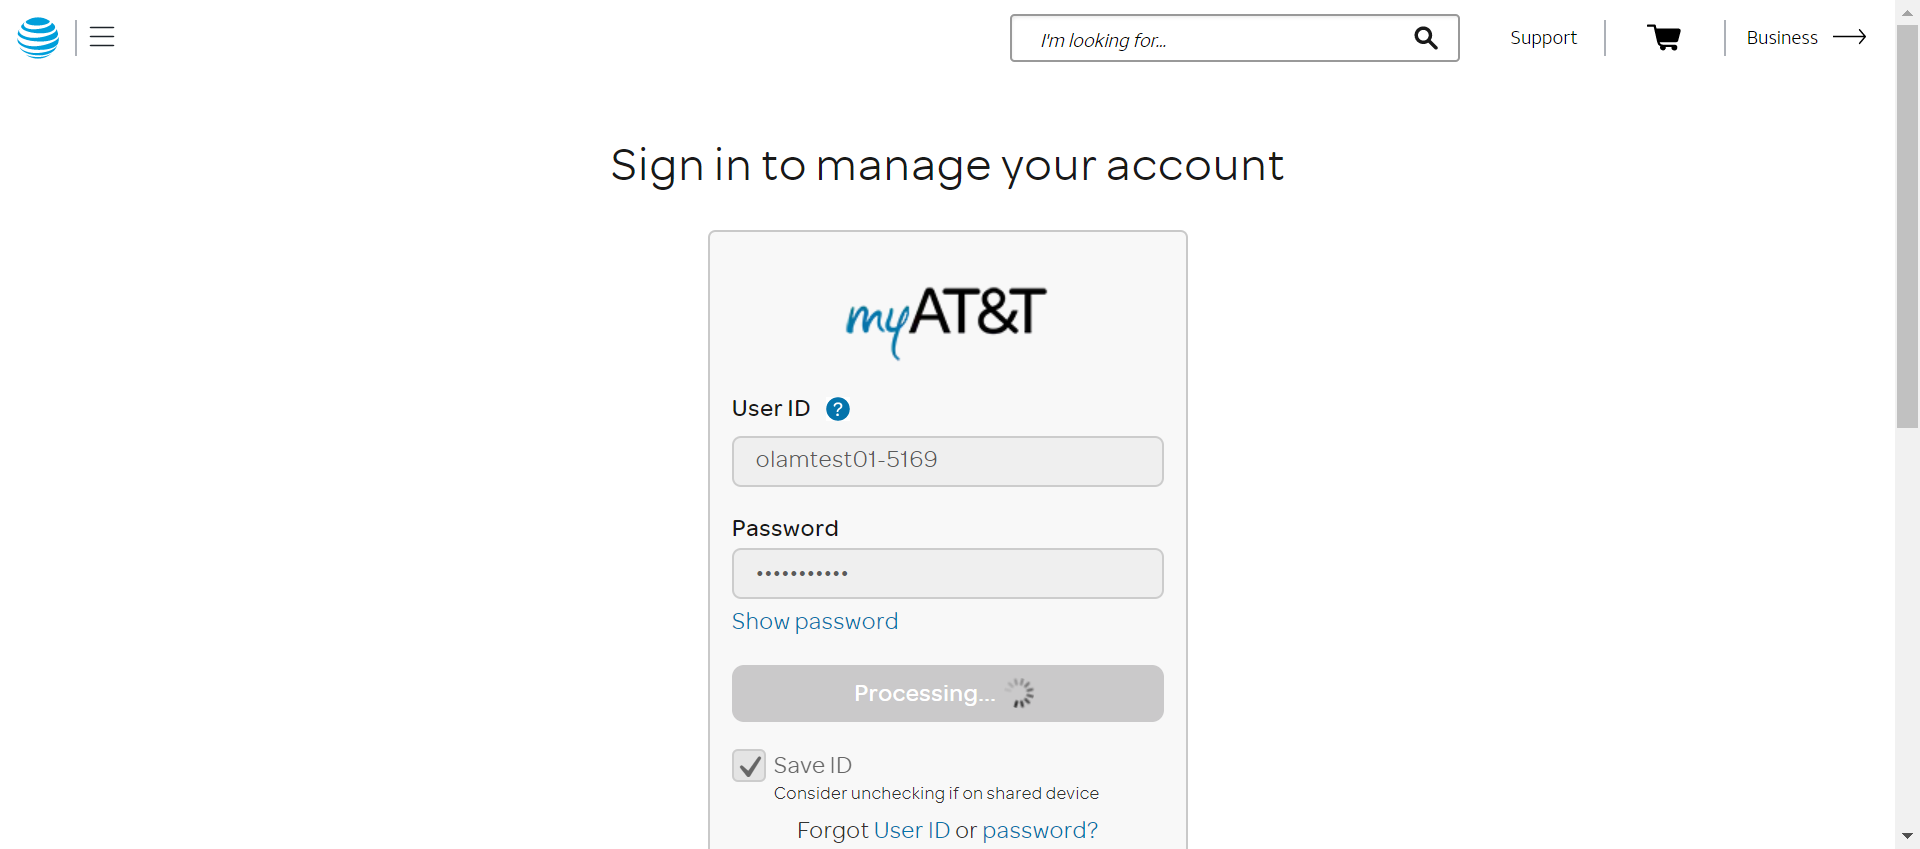 I'm looking for...
Support
Business
Sign in to manage your account
myAT&T
User ID ?
olamtest01-5169
Password
•••••••••••
Show password
Processing...
Save ID
Consider unchecking if on shared device
Forgot User ID or password?